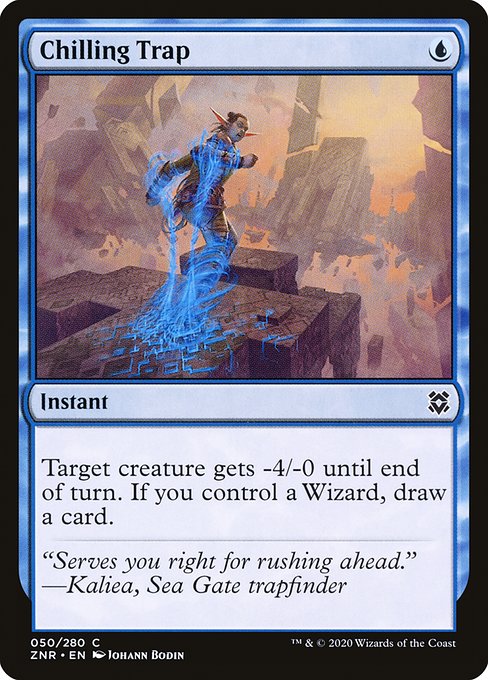 Chilling Trap
Instant
Target creature gets -4/-0 until end
of turn. If you control a Wizard, draw
a card.
“Serves you right for rushing ahead.”
—Kaliea, Sea Gate trapfinder
050/280 C
ZNR • EN Johann Bodin
™ & © 2020 Wizards of the Coast